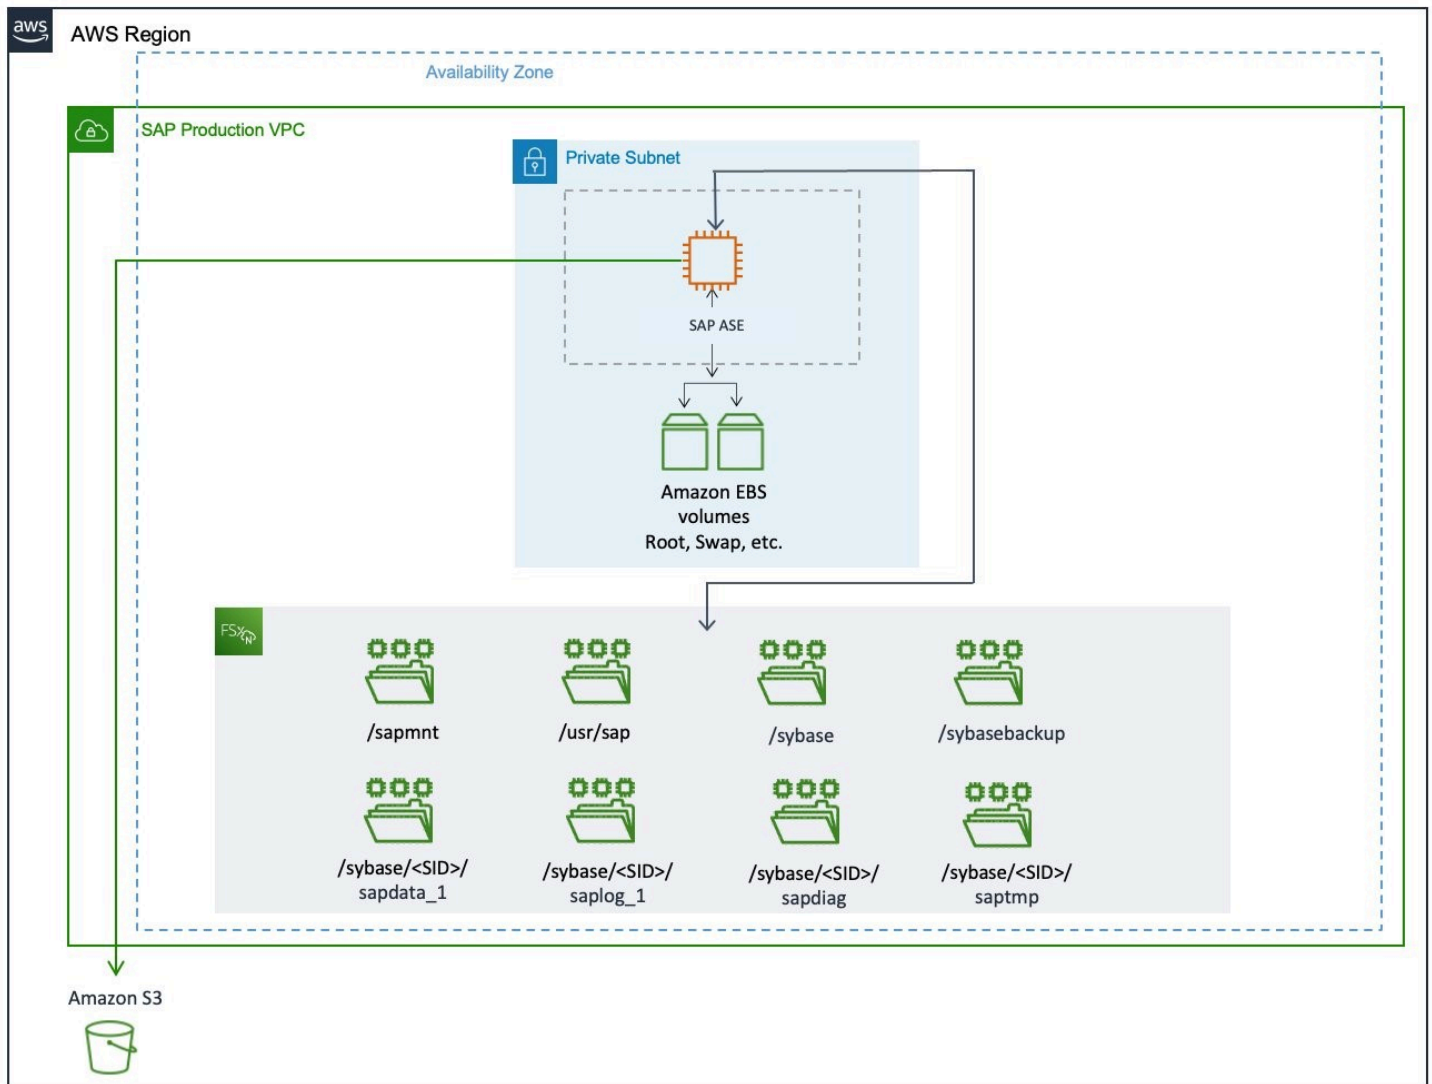 aws
AWS Region
Availability Zone
SAP Production VPC
Private Subnet
SAP ASE
Amazon EBS
volumes
Root, Swap, etc.
FSx
N
/sapmnt
/usr/sap
/sybase
/sybasebackup
/sybase/<SID>/
sapdata_1
/sybase/<SID>/
saplog_1
/sybase/<SID>/
sapdiag
/sybase/<SID>/
saptmp
Amazon S3